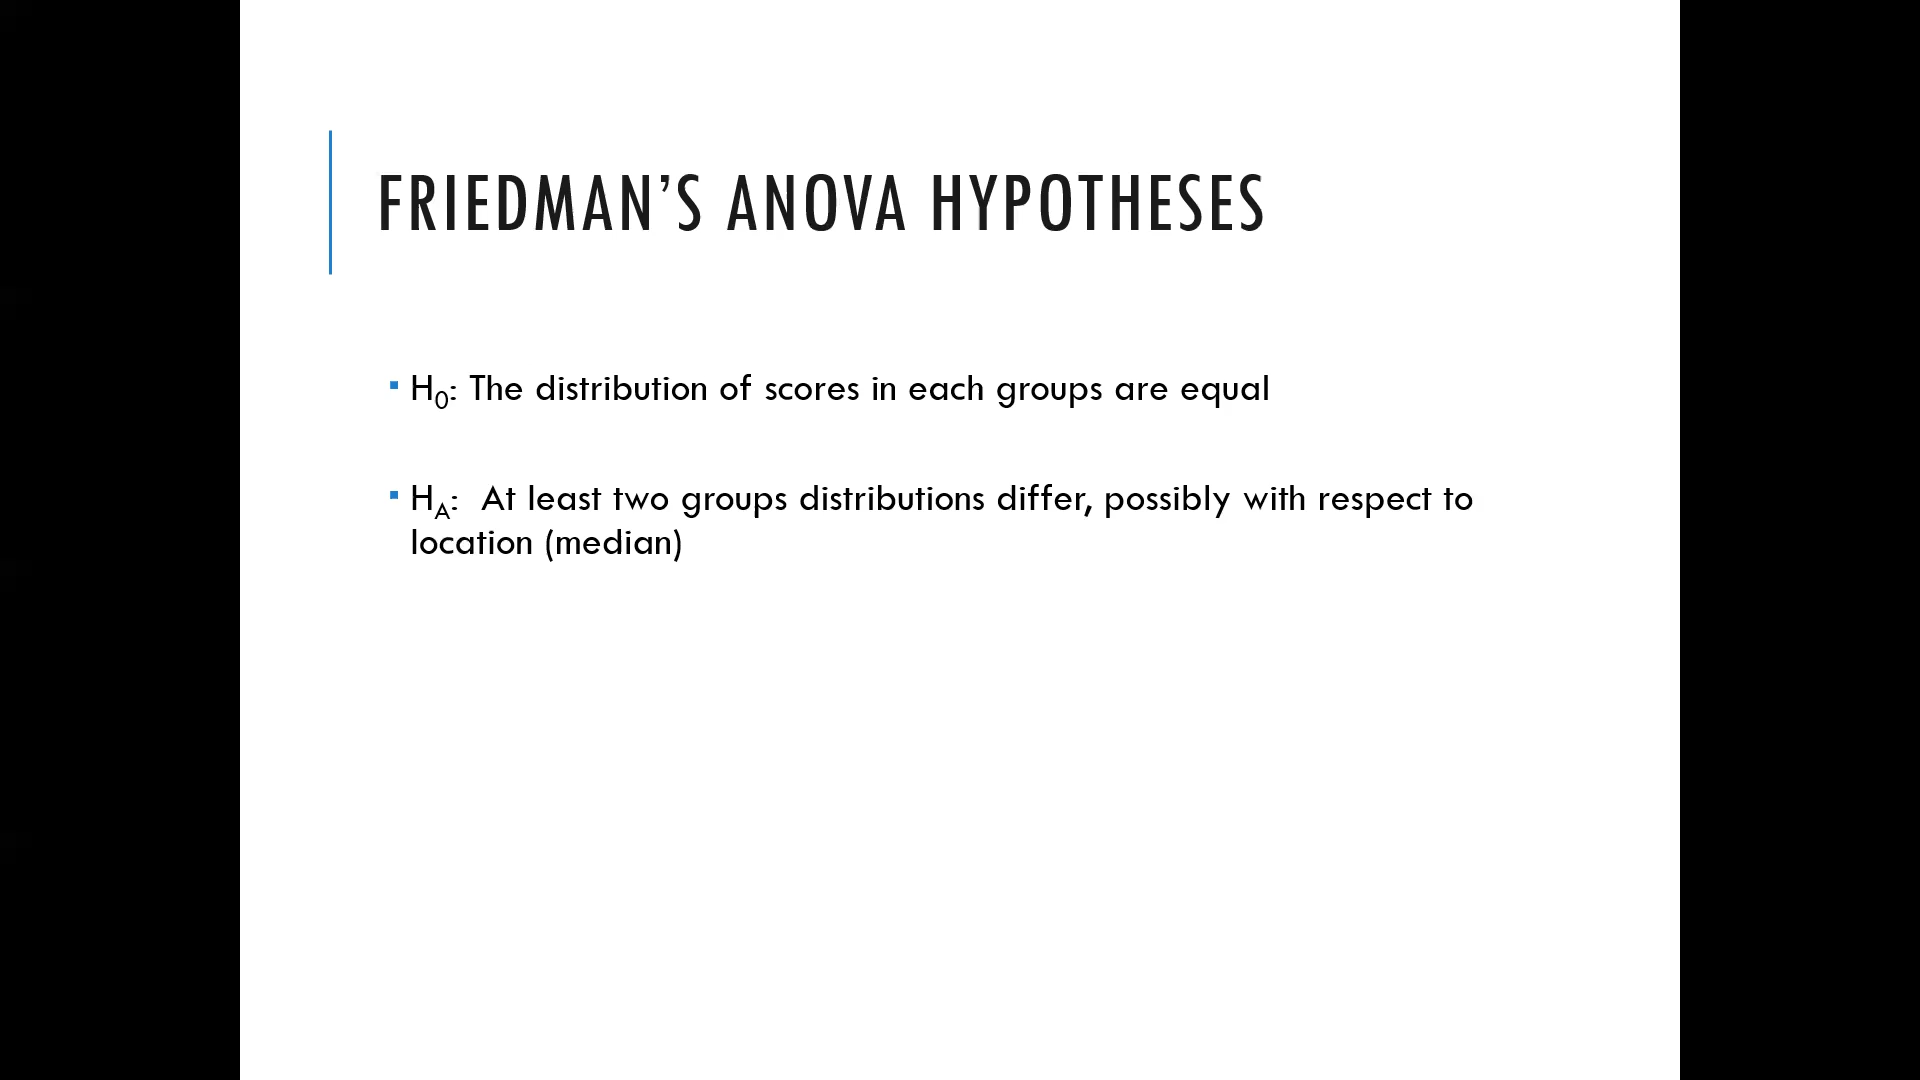 FRIEDMAN’S ANOVA HYPOTHESES
▪ H₀: The distribution of scores in each groups are equal
▪ H_A:  At least two groups distributions differ, possibly with respect to
location (median)